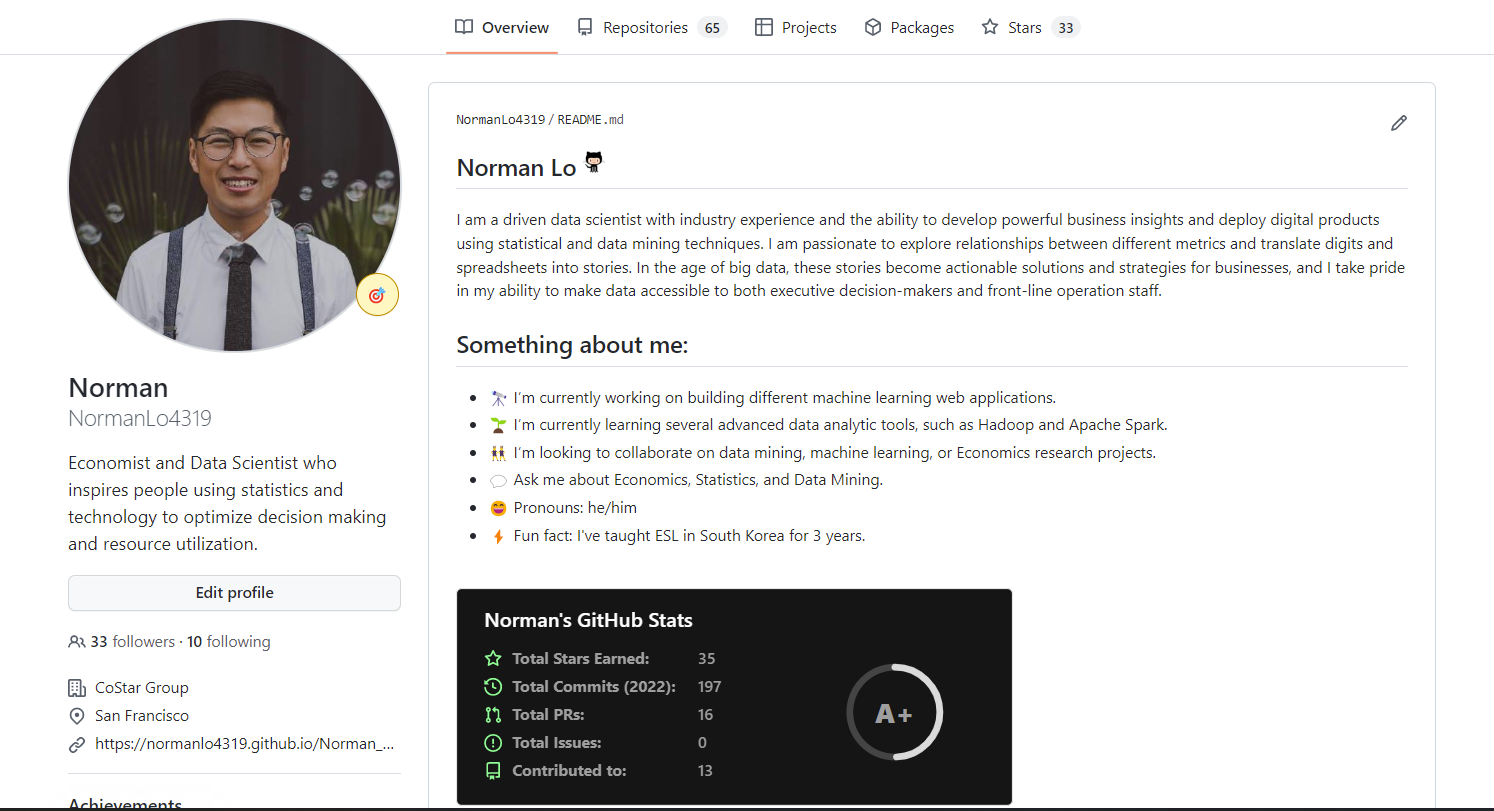 Overview Repositories 65 Projects Packages Stars 33
NormanLo4319 / README.md
Norman Lo
I am a driven data scientist with industry experience and the ability to develop powerful business insights and deploy digital products
using statistical and data mining techniques. I am passionate to explore relationships between different metrics and translate digits and
spreadsheets into stories. In the age of big data, these stories become actionable solutions and strategies for businesses, and I take pride
in my ability to make data accessible to both executive decision-makers and front-line operation staff.
Something about me:
I'm currently working on building different machine learning web applications.
I'm currently learning several advanced data analytic tools, such as Hadoop and Apache Spark.
I'm looking to collaborate on data mining, machine learning, or Economics research projects.
Ask me about Economics, Statistics, and Data Mining.
Pronouns: he/him
Fun fact: I've taught ESL in South Korea for 3 years.
Norman's GitHub Stats
Total Stars Earned: 35
Total Commits (2022): 197
Total PRs: 16
Total Issues: 0
Contributed to: 13
A+
Norman
NormanLo4319
Economist and Data Scientist who
inspires people using statistics and
technology to optimize decision making
and resource utilization.
Edit profile
33 followers · 10 following
CoStar Group
San Francisco
https://normanlo4319.github.io/Norman_...
Achievements